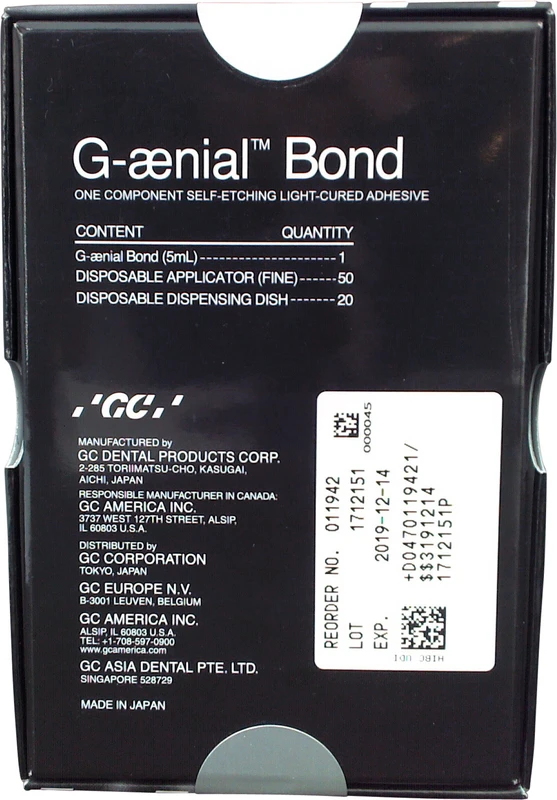 G-ænial™ Bond
ONE COMPONENT SELF-ETCHING LIGHT-CURED ADHESIVE
CONTENT QUANTITY
G-ænial Bond (5mL)--------------------1
DISPOSABLE APPLICATOR (FINE)------50
DISPOSABLE DISPENSING DISH-------20
GC
MANUFACTURED by
GC DENTAL PRODUCTS CORP.
2-285 TORIIMATSU-CHO, KASUGAI,
AICHI, JAPAN
RESPONSIBLE MANUFACTURER IN CANADA:
GC AMERICA INC.
3737 WEST 127TH STREET, ALSIP,
IL 60803 U.S.A.
DISTRIBUTED by
GC CORPORATION
TOKYO, JAPAN
GC EUROPE N.V.
B-3001 LEUVEN, BELGIUM
GC AMERICA INC.
ALSIP, IL 60803 U.S.A.
TEL: +1-708-597-0900
www.gcamerica.com
GC ASIA DENTAL PTE. LTD.
SINGAPORE 528729
MADE IN JAPAN
REORDER NO. 011942
LOT 1712151
EXP. 2019-12-14
000045
+D04701119421/
$$3191214
1712151P
HIBC UDI